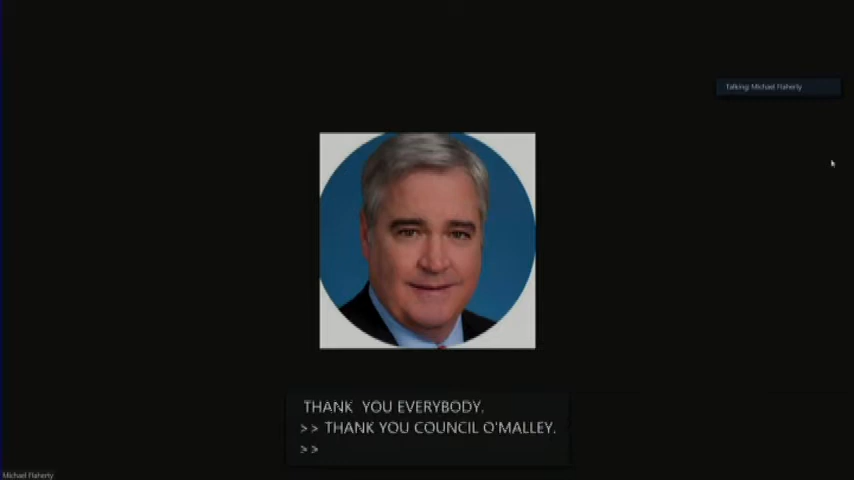 Talking: Michael Flaherty
THANK YOU EVERYBODY.
>> THANK YOU COUNCIL O'MALLEY.
>>
Michael Flaherty